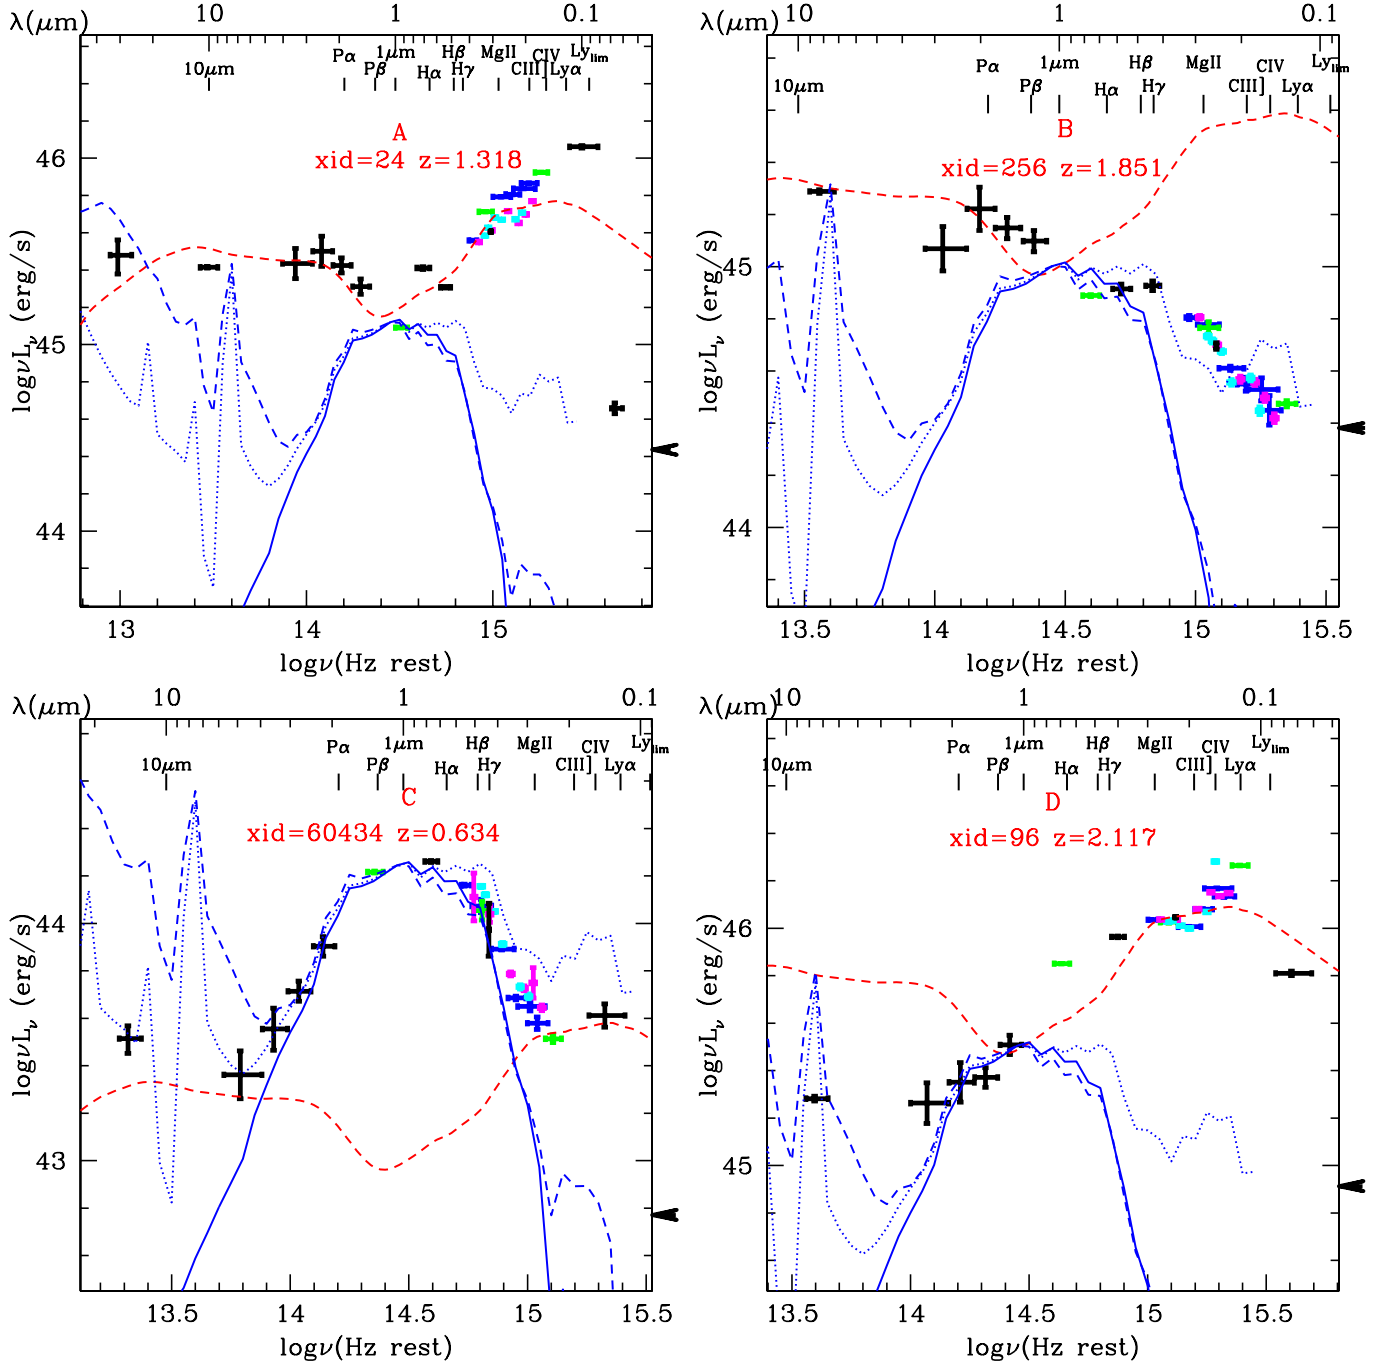 λ(μm) 10 1 0.1
Pα 1μm Hβ MgII CIV Ly_lim
10μm Pβ Hα Hγ CIII] Lyα
A
xid=24 z=1.318
46
45
44
logνL_ν (erg/s)
13 14 15
logν(Hz rest)
λ(μm) 10 1 0.1
Pα 1μm Hβ MgII CIV Ly_lim
10μm Pβ Hα Hγ CIII] Lyα
B
xid=256 z=1.851
45
44
logνL_ν (erg/s)
13.5 14 14.5 15 15.5
logν(Hz rest)
λ(μm) 10 1 0.1
Pα 1μm Hβ MgII CIV Ly_lim
10μm Pβ Hα Hγ CIII] Lyα
C
xid=60434 z=0.634
44
43
logνL_ν (erg/s)
13.5 14 14.5 15
logν(Hz rest)
λ(μm) 10 1 0.1
Pα 1μm Hβ MgII CIV Ly_lim
10μm Pβ Hα Hγ CIII] Lyα
D
xid=96 z=2.117
46
45
logνL_ν (erg/s)
13.5 14 14.5 15 15.5
logν(Hz rest)